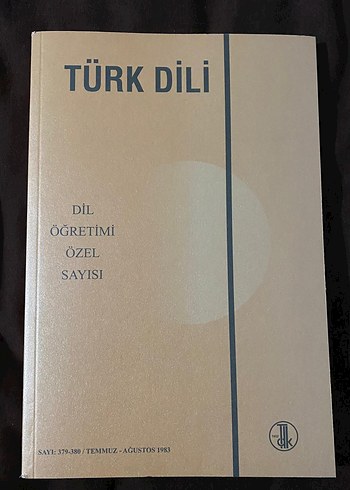 TÜRK DİLİ
DİL
ÖĞRETİMİ
ÖZEL
SAYISI
SAYI: 379-380 / TEMMUZ - AĞUSTOS 1983